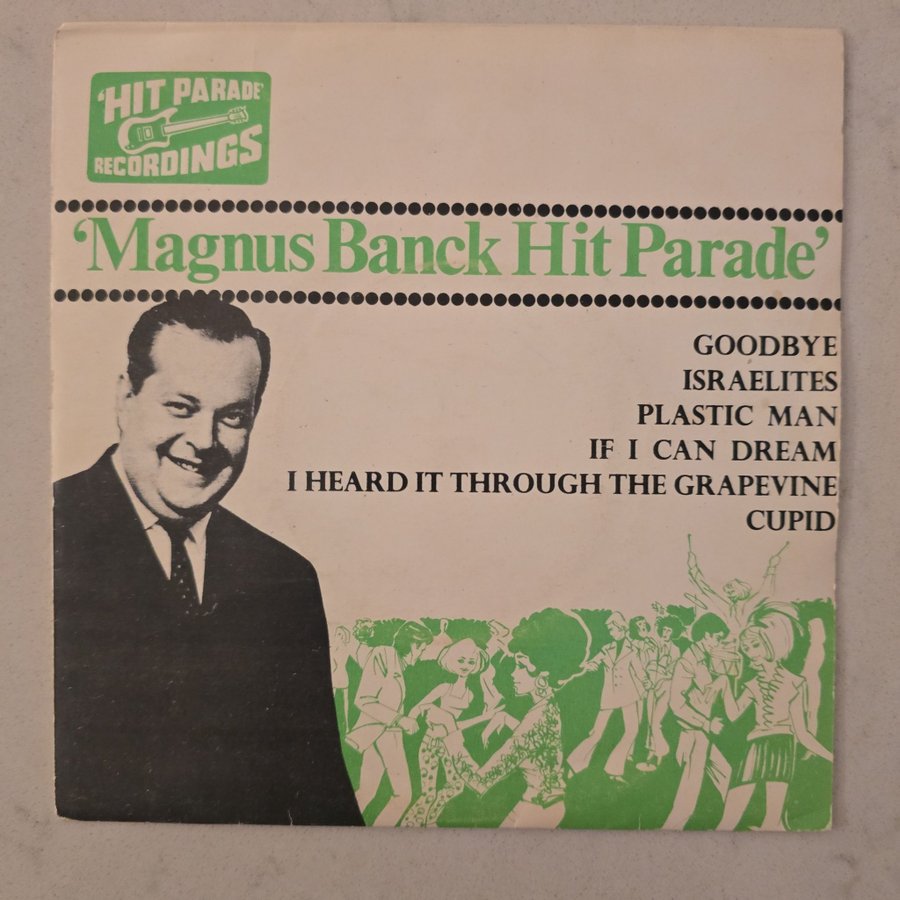 'HIT PARADE'
RECORDINGS
'Magnus Banck Hit Parade'
GOODBYE
ISRAELITES
PLASTIC MAN
IF I CAN DREAM
I HEARD IT THROUGH THE GRAPEVINE
CUPID